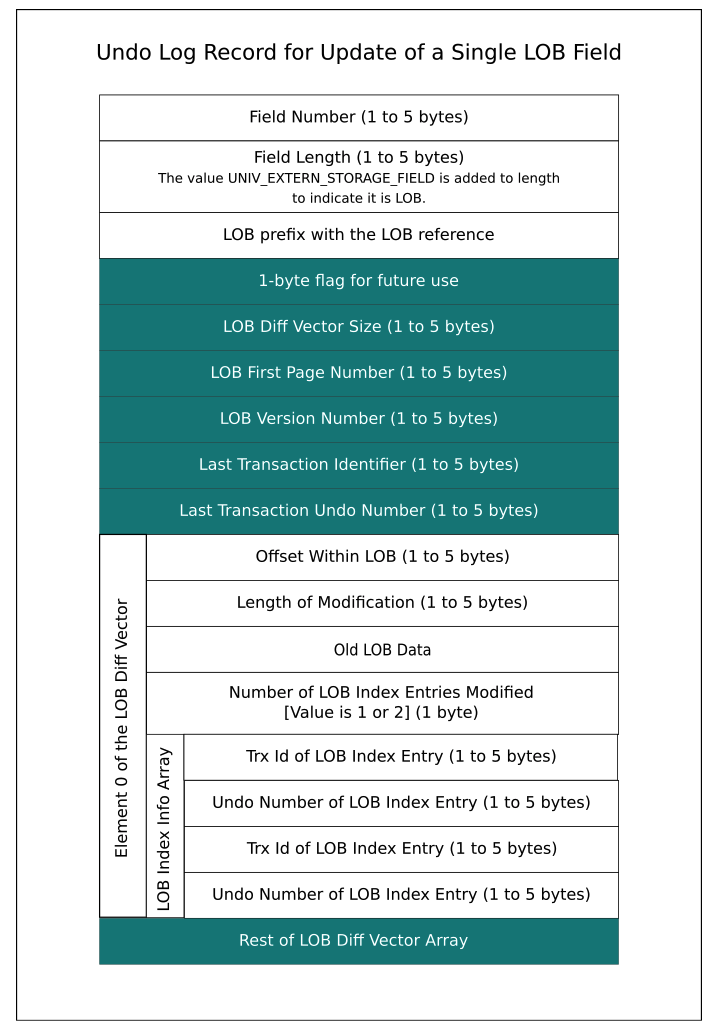 Undo Log Record for Update of a Single LOB Field
Field Number (1 to 5 bytes)
Field Length (1 to 5 bytes)
The value UNIV_EXTERN_STORAGE_FIELD is added to length
to indicate it is LOB.
LOB prefix with the LOB reference
1-byte flag for future use
LOB Diff Vector Size (1 to 5 bytes)
LOB First Page Number (1 to 5 bytes)
LOB Version Number (1 to 5 bytes)
Last Transaction Identifier (1 to 5 bytes)
Last Transaction Undo Number (1 to 5 bytes)
Element 0 of the LOB Diff Vector
Offset Within LOB (1 to 5 bytes)
Length of Modification (1 to 5 bytes)
Old LOB Data
Number of LOB Index Entries Modified
[Value is 1 or 2] (1 byte)
LOB Index Info Array
Trx Id of LOB Index Entry (1 to 5 bytes)
Undo Number of LOB Index Entry (1 to 5 bytes)
Trx Id of LOB Index Entry (1 to 5 bytes)
Undo Number of LOB Index Entry (1 to 5 bytes)
Rest of LOB Diff Vector Array